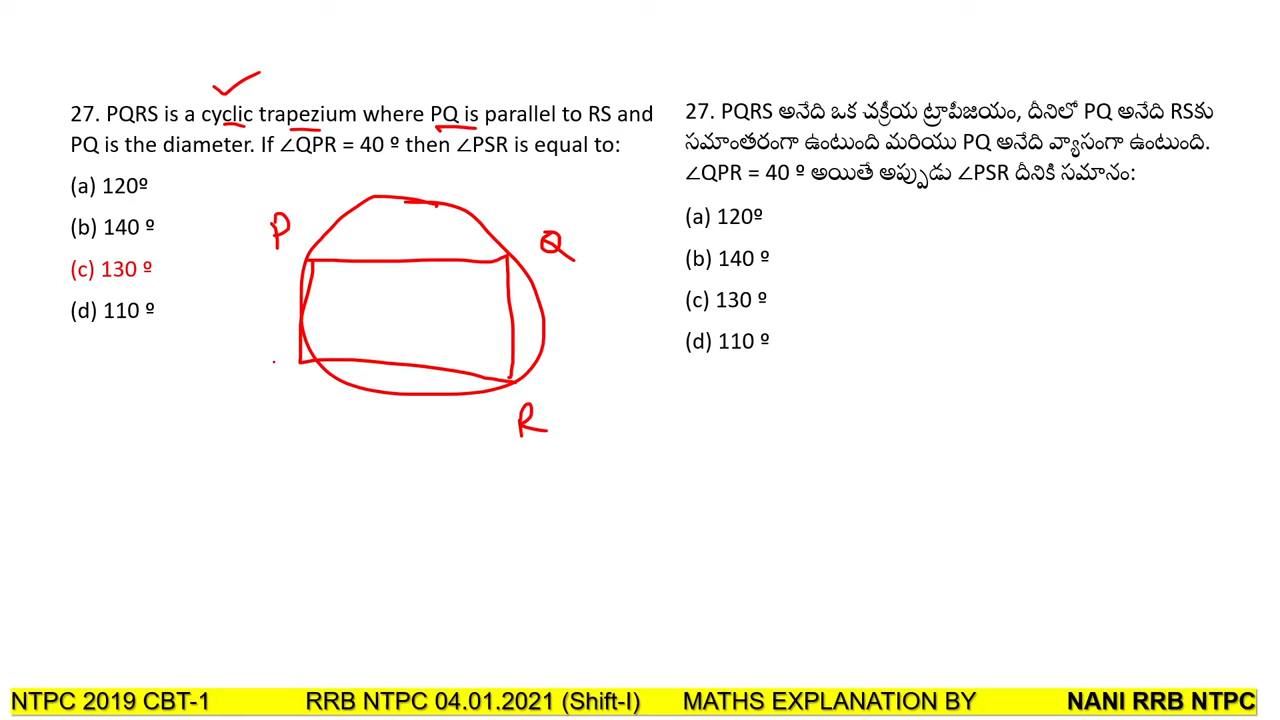 27. PQRS is a cyclic trapezium where PQ is parallel to RS and
PQ is the diameter. If ∠QPR = 40 º then ∠PSR is equal to:
(a) 120º
(b) 140 º
(c) 130 º
(d) 110 º
P
Q
R
27. PQRS అనేది ఒక చక్రీయ ట్రాపీజియం, దీనిలో PQ అనేది RSకు
సమాంతరంగా ఉంటుంది మరియు PQ అనేది వ్యాసంగా ఉంటుంది.
∠QPR = 40 º అయితే అప్పుడు ∠PSR దీనికి సమానం:
(a) 120º
(b) 140 º
(c) 130 º
(d) 110 º
NTPC 2019 CBT-1 RRB NTPC 04.01.2021 (Shift-I) MATHS EXPLANATION BY NANI RRB NTPC